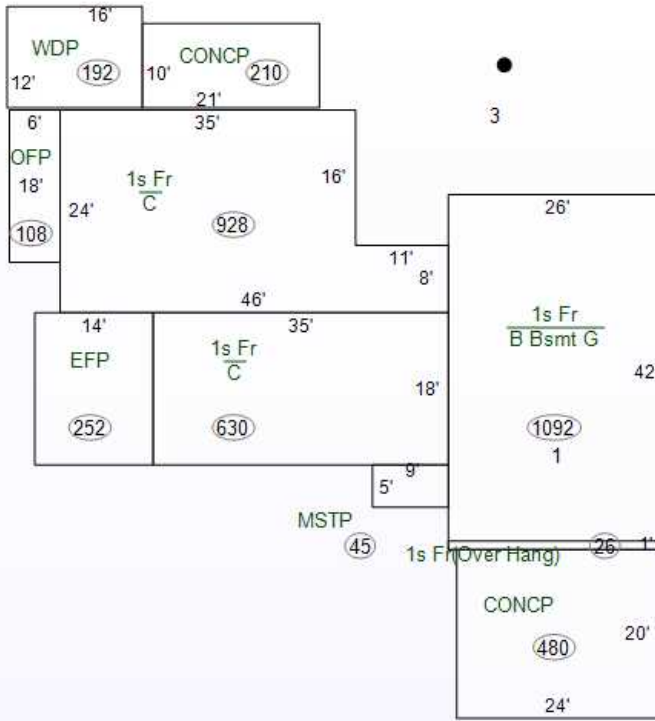 16'
WDP
192
12'
CONCP
10'
210
21'
3
6'
OFP
18'
108
35'
1s Fr
C
16'
24'
928
11'
8'
46'
26'
1s Fr
B Bsmt G
42
1092
1
14'
EFP
252
35'
1s Fr
C
18'
630
9'
5'
MSTP
45
1s Fr(Over Hang)
26
1'
CONCP
20'
480
24'